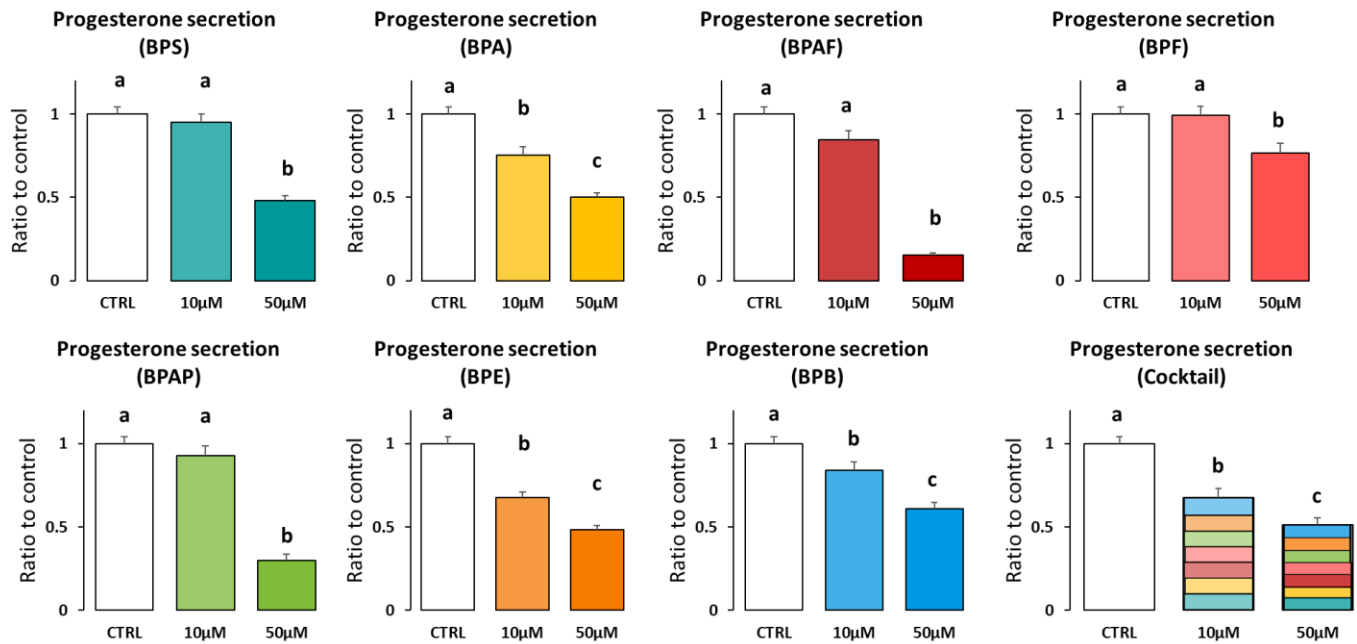 Progesterone secretion
(BPS)
Ratio to control
a
a
b
1
0.5
0
CTRL
10µM
50µM
Progesterone secretion
(BPA)
Ratio to control
a
b
c
1
0.5
0
CTRL
10µM
50µM
Progesterone secretion
(BPAF)
Ratio to control
a
a
b
1
0.5
0
CTRL
10µM
50µM
Progesterone secretion
(BPF)
Ratio to control
a
a
b
1
0.5
0
CTRL
10µM
50µM
Progesterone secretion
(BPAP)
Ratio to control
a
a
b
1
0.5
0
CTRL
10µM
50µM
Progesterone secretion
(BPE)
Ratio to control
a
b
c
1
0.5
0
CTRL
10µM
50µM
Progesterone secretion
(BPB)
Ratio to control
a
b
c
1
0.5
0
CTRL
10µM
50µM
Progesterone secretion
(Cocktail)
Ratio to control
a
b
c
1
0.5
0
CTRL
10µM
50µM